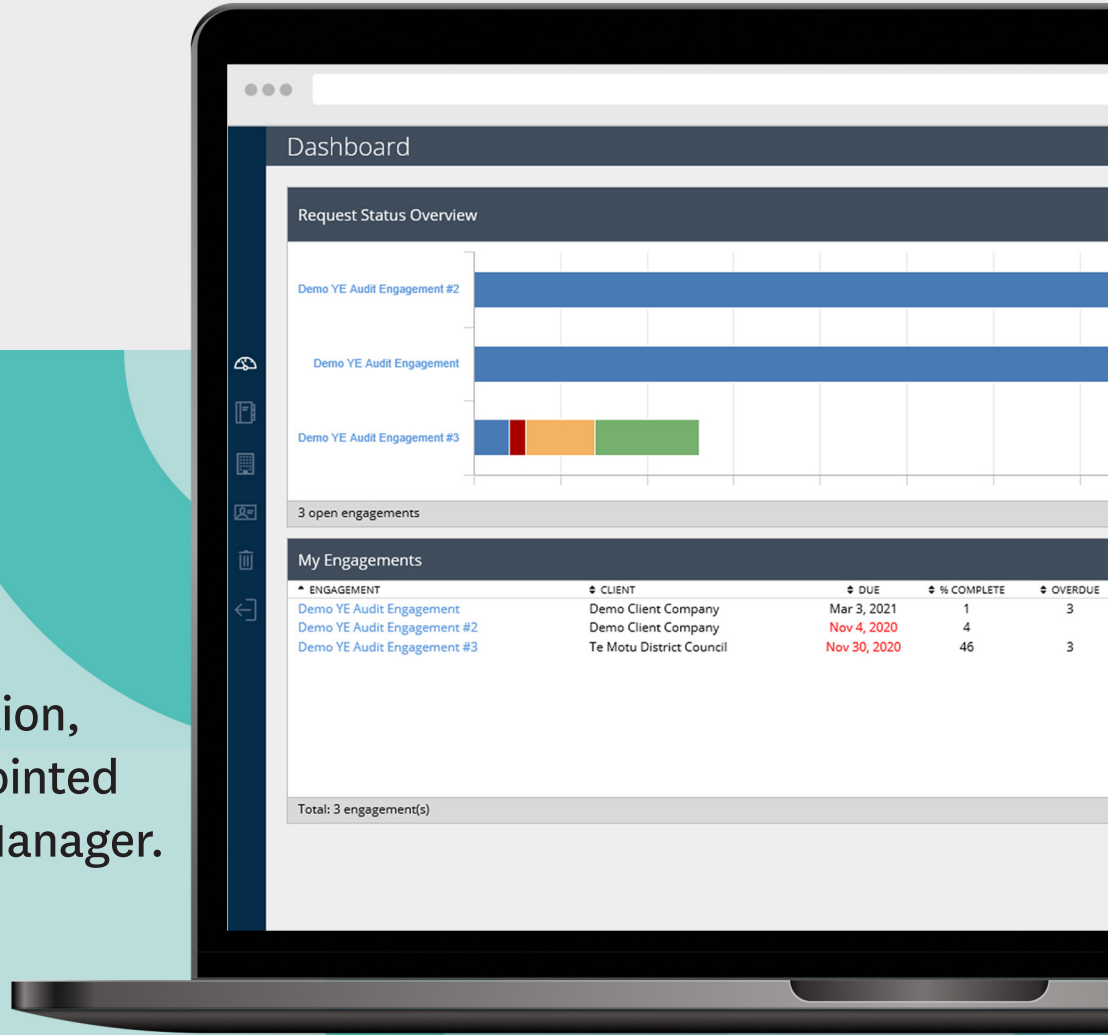 Dashboard
Request Status Overview
Demo YE Audit Engagement #2
Demo YE Audit Engagement
Demo YE Audit Engagement #3
3 open engagements
My Engagements
ENGAGEMENT CLIENT DUE % COMPLETE OVERDUE
Demo YE Audit Engagement Demo Client Company Mar 3, 2021 1 3
Demo YE Audit Engagement #2 Demo Client Company Nov 4, 2020 4
Demo YE Audit Engagement #3 Te Motu District Council Nov 30, 2020 46 3
Total: 3 engagement(s)